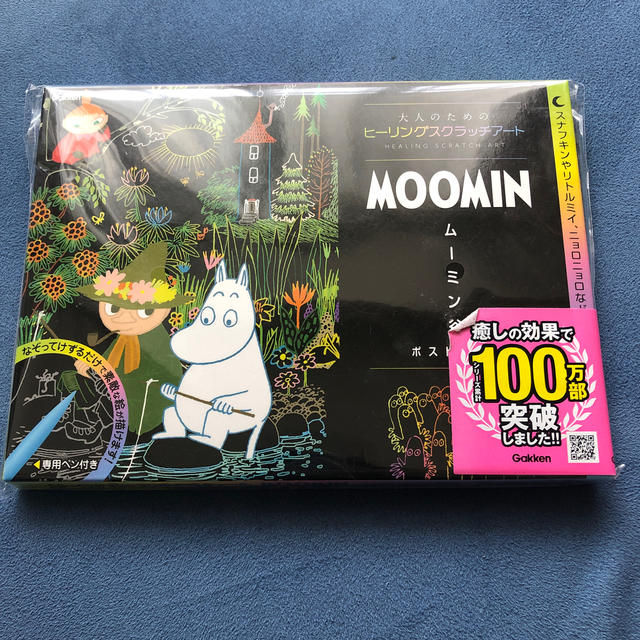 大人のための
ヒーリングスクラッチアート
HEALING SCRATCH ART
MOOMIN
ムーミン
ポスト
スナフキンやリトルミイ、ニョロニョロなど
なぞってけずるだけで素敵な絵が描けます!
専用ペン付き
癒しの効果で
シリーズ累計
100万部
突破
しました!!
Gakken